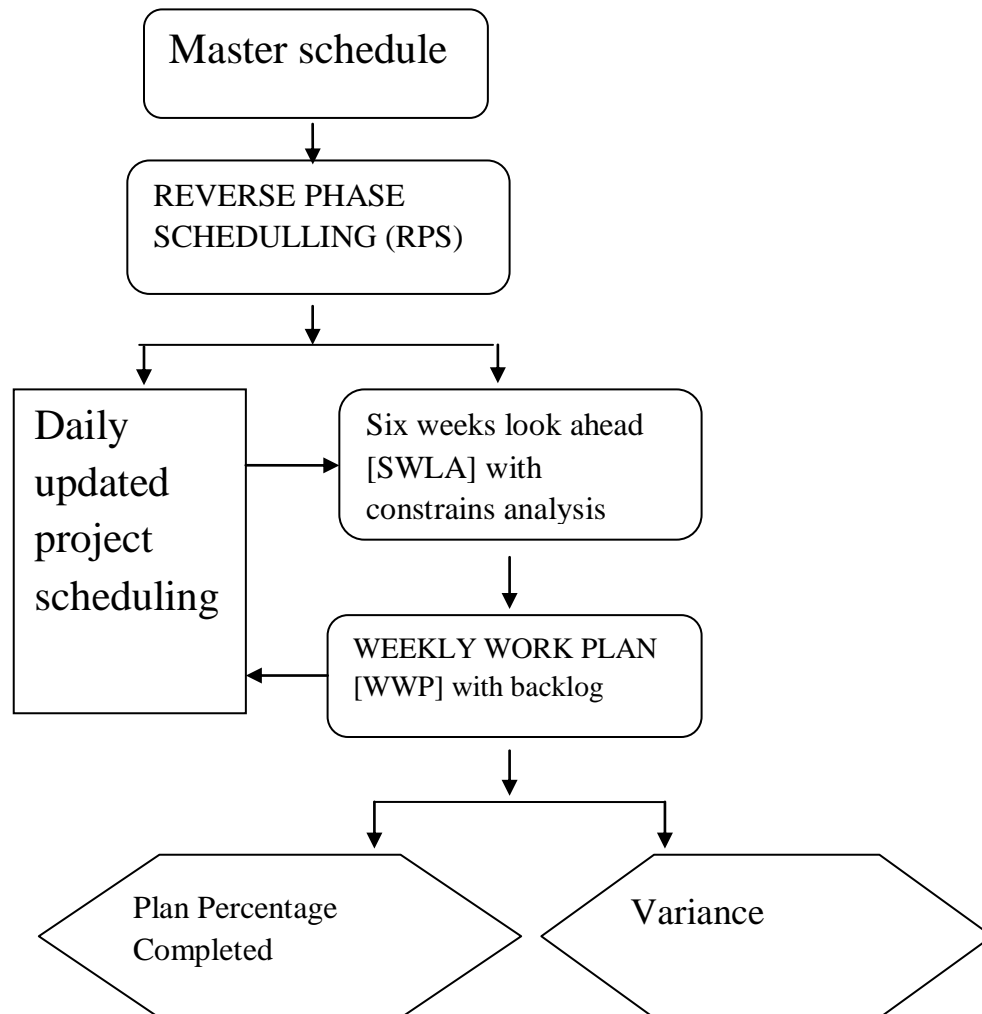 Master schedule
REVERSE PHASE
SCHEDULLING (RPS)
Daily
updated
project
scheduling
Six weeks look ahead
[SWLA] with
constrains analysis
WEEKLY WORK PLAN
[WWP] with backlog
Plan Percentage
Completed
Variance